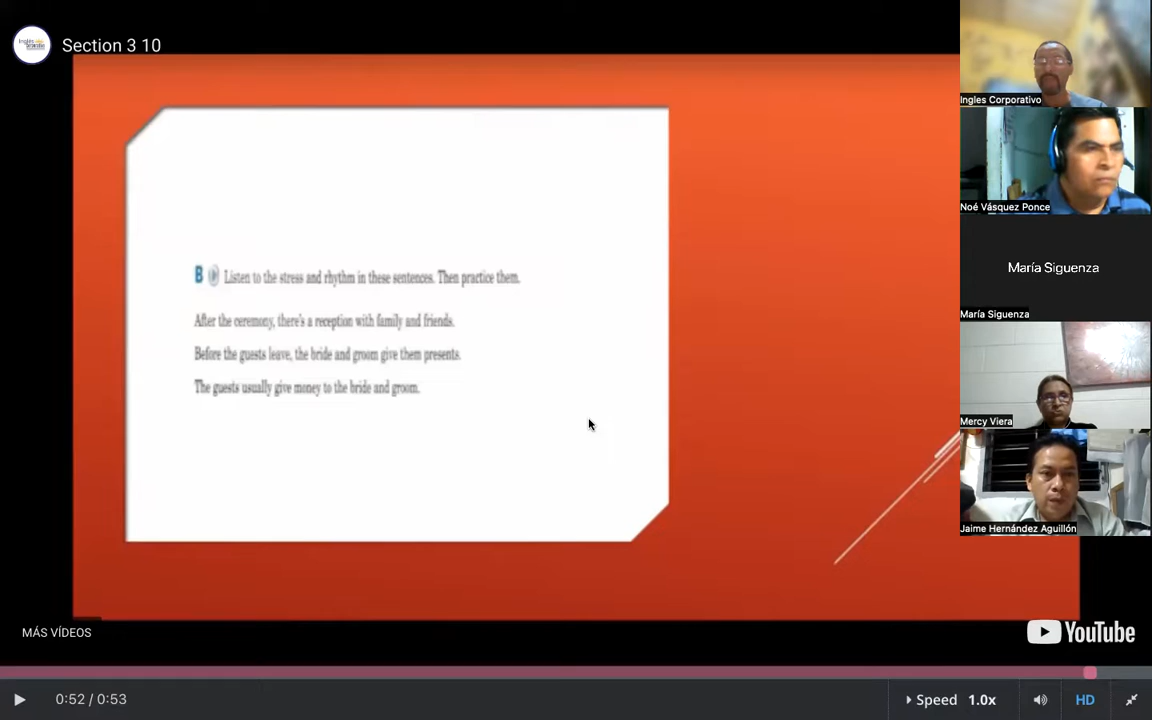 Section 3 10
B Listen to the stress and rhythm in these sentences. Then practice them.
After the ceremony, there's a reception with family and friends.
Before the guests leave, the bride and groom give them presents.
The guests usually give money to the bride and groom.
Ingles Corporativo
Noé Vásquez Ponce
María Siguenza
María Siguenza
Mercy Viera
Jaime Hernández Aguillón
MÁS VÍDEOS
YouTube
0:52 / 0:53
Speed 1.0x
HD